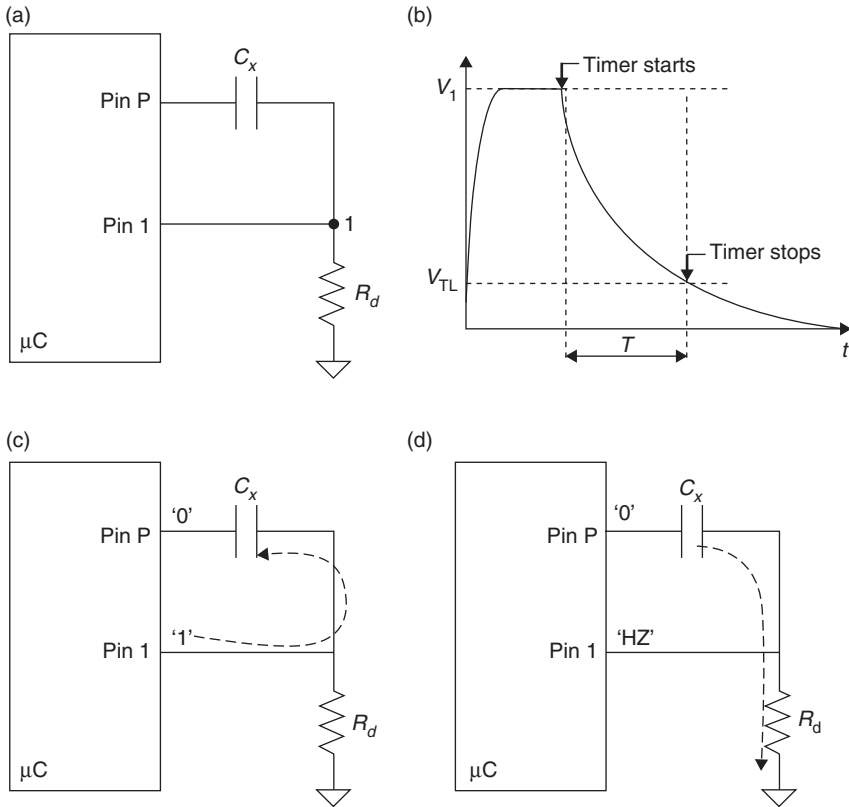 (a)
C_x
Pin P
Pin 1
1
R_d
μC
(b)
V_1
Timer starts
V_TL
Timer stops
T
t
(c)
C_x
'0'
Pin P
'1'
Pin 1
R_d
μC
(d)
C_x
'0'
Pin P
'HZ'
Pin 1
R_d
μC